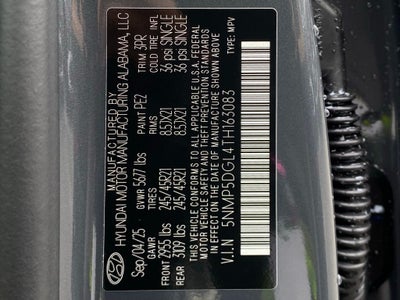 MANUFACTURED BY
HYUNDAI MOTOR MANUFACTURING ALABAMA, LLC
Sep/04/25 GVWR 5677 lbs PAINT PE2 TRIM 3PK
GAWR TIRES RIMS COLD TIRE INFL
FRONT 2955 lbs 245/45R21 8.5JX21 36 psi SINGLE
REAR 3109 lbs 245/45R21 8.5JX21 36 psi SINGLE
THIS VEHICLE CONFORMS TO ALL APPLICABLE U.S.A. FEDERAL
MOTOR VEHICLE SAFETY AND THEFT PREVENTION STANDARDS
IN EFFECT ON THE DATE OF MANUFACTURE SHOWN ABOVE.
V.I.N 5NMP5DGL4TH163083 TYPE: MPV